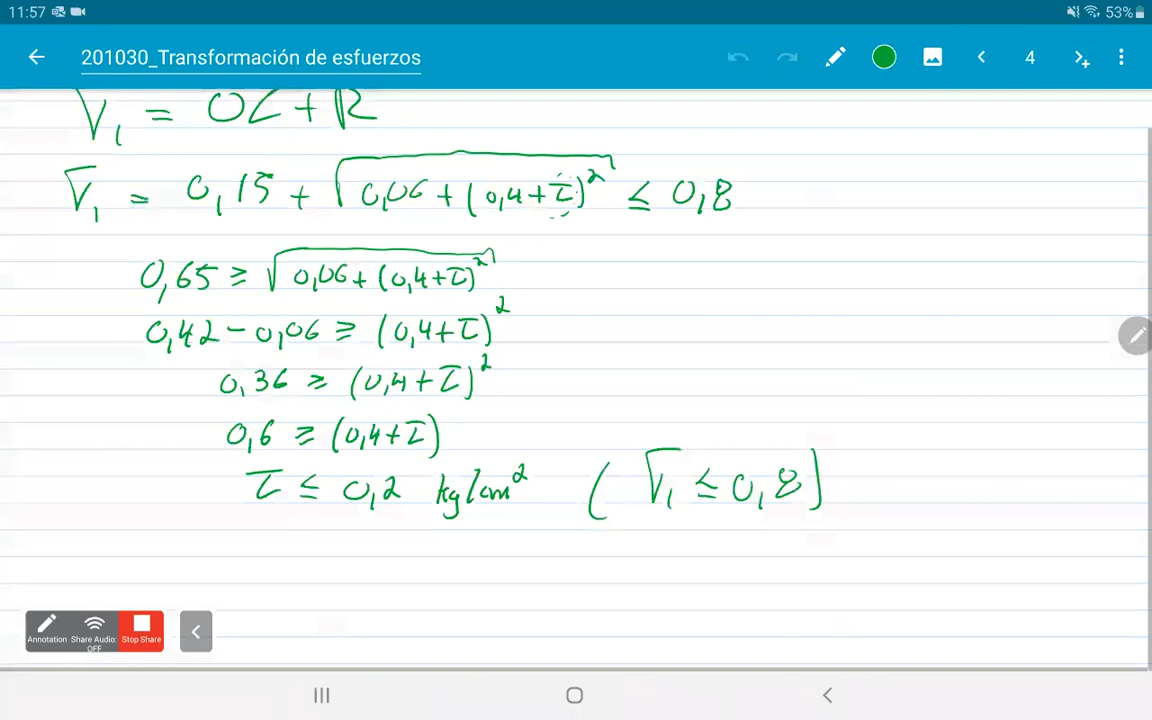 11:57 53%
201030_Transformación de esfuerzos 4
σ₁ = OC + R
σ₁ = 0,15 + √(0,06 + (0,4 + τ)²) ≤ 0,8
0,65 ≥ √(0,06 + (0,4 + τ)²)
0,42 - 0,06 ≥ (0,4 + τ)²
0,36 ≥ (0,4 + τ)²
0,6 ≥ (0,4 + τ)
τ ≤ 0,2 kg/cm² (σ₁ ≤ 0,8)
Annotation Share Audio: OFF Stop Share